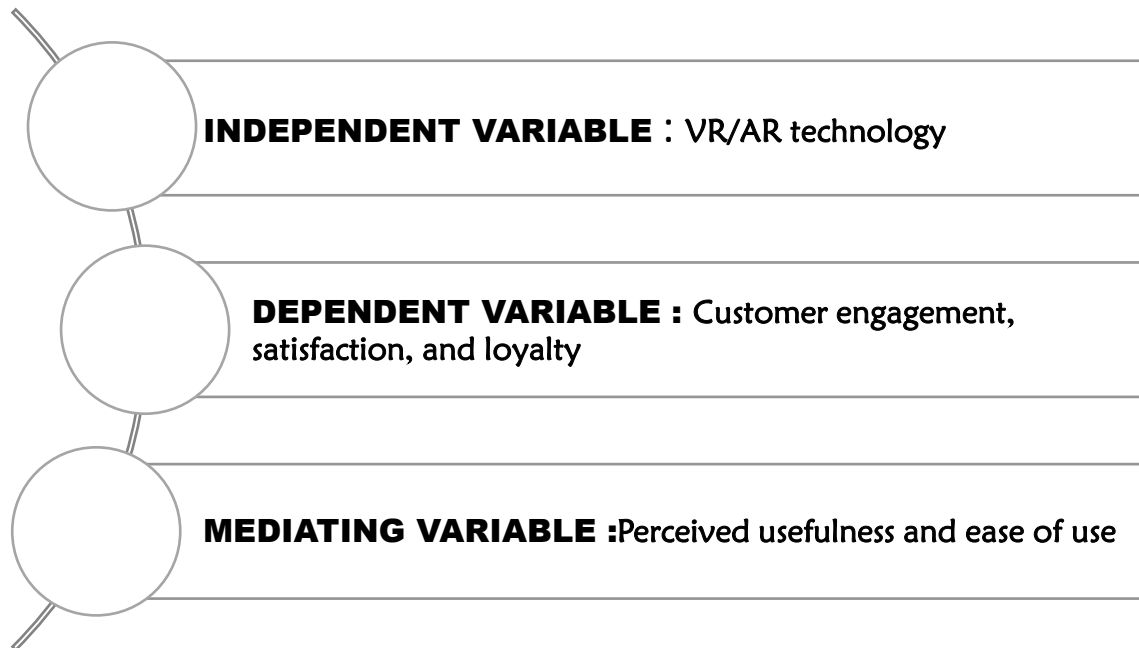 INDEPENDENT VARIABLE : VR/AR technology
DEPENDENT VARIABLE : Customer engagement,
satisfaction, and loyalty
MEDIATING VARIABLE :Perceived usefulness and ease of use